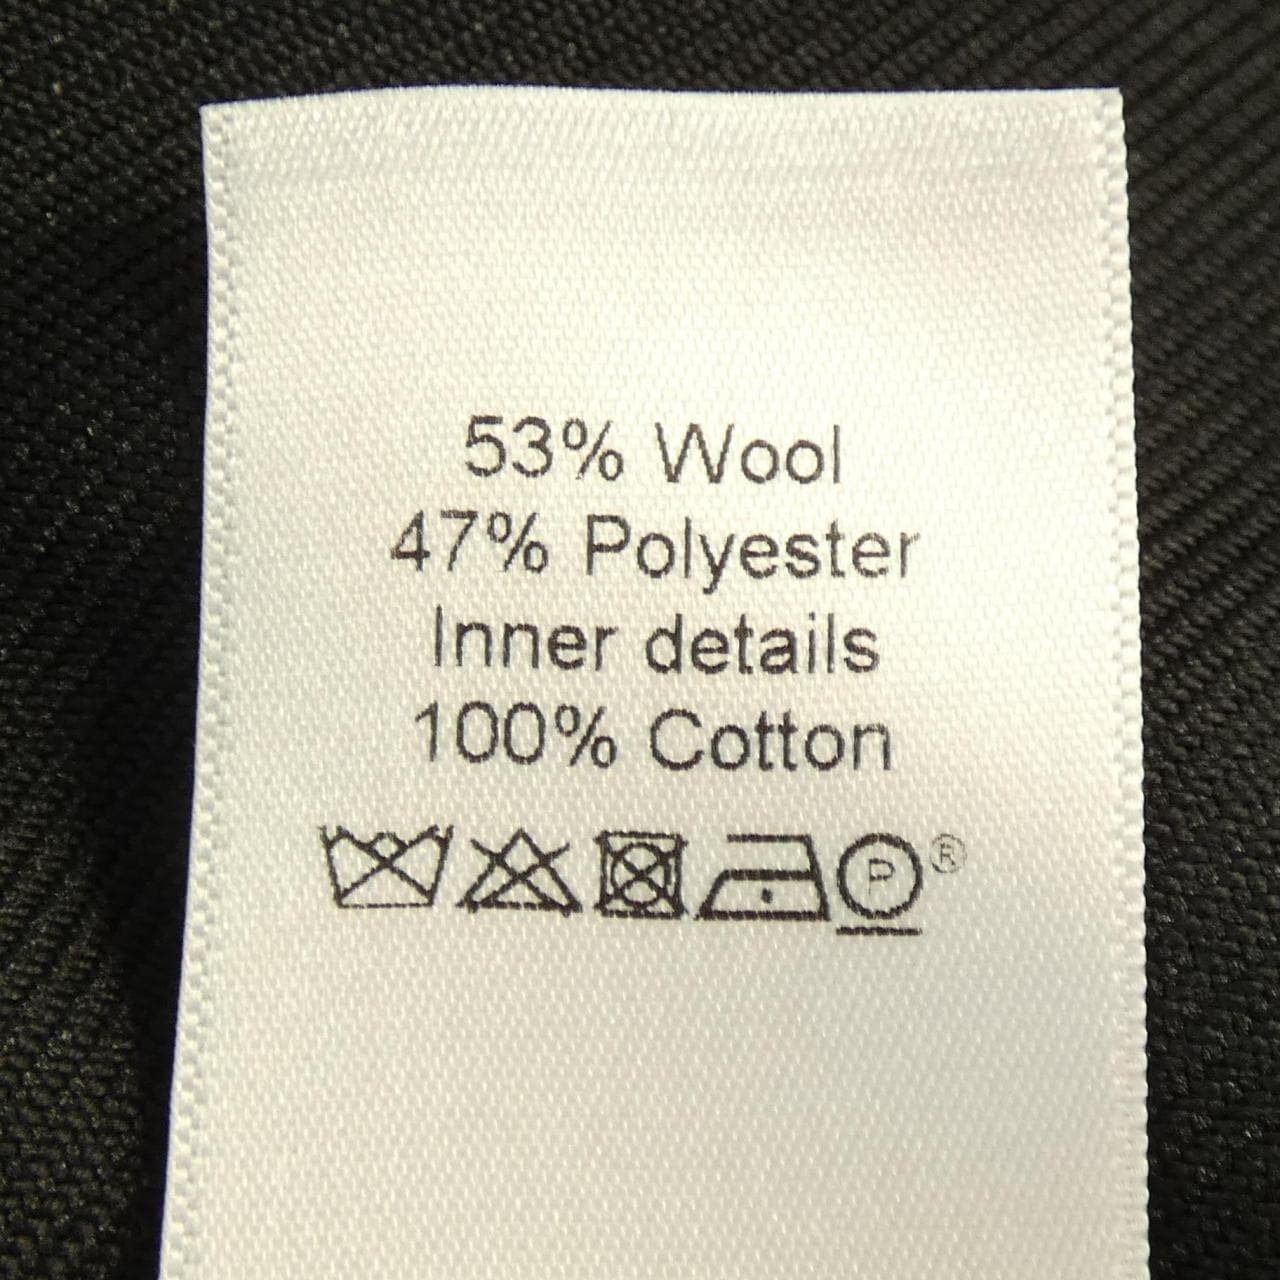 53% Wool
47% Polyester
Inner details
100% Cotton
P ®